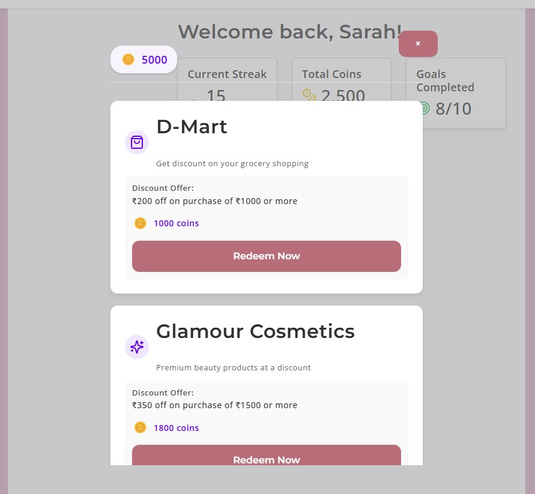 Welcome back, Sarah!
×
5000
Current Streak
15
Total Coins
2,500
Goals
Completed
8/10
D-Mart
Get discount on your grocery shopping
Discount Offer:
₹200 off on purchase of ₹1000 or more
1000 coins
Redeem Now
Glamour Cosmetics
Premium beauty products at a discount
Discount Offer:
₹350 off on purchase of ₹1500 or more
1800 coins
Redeem Now